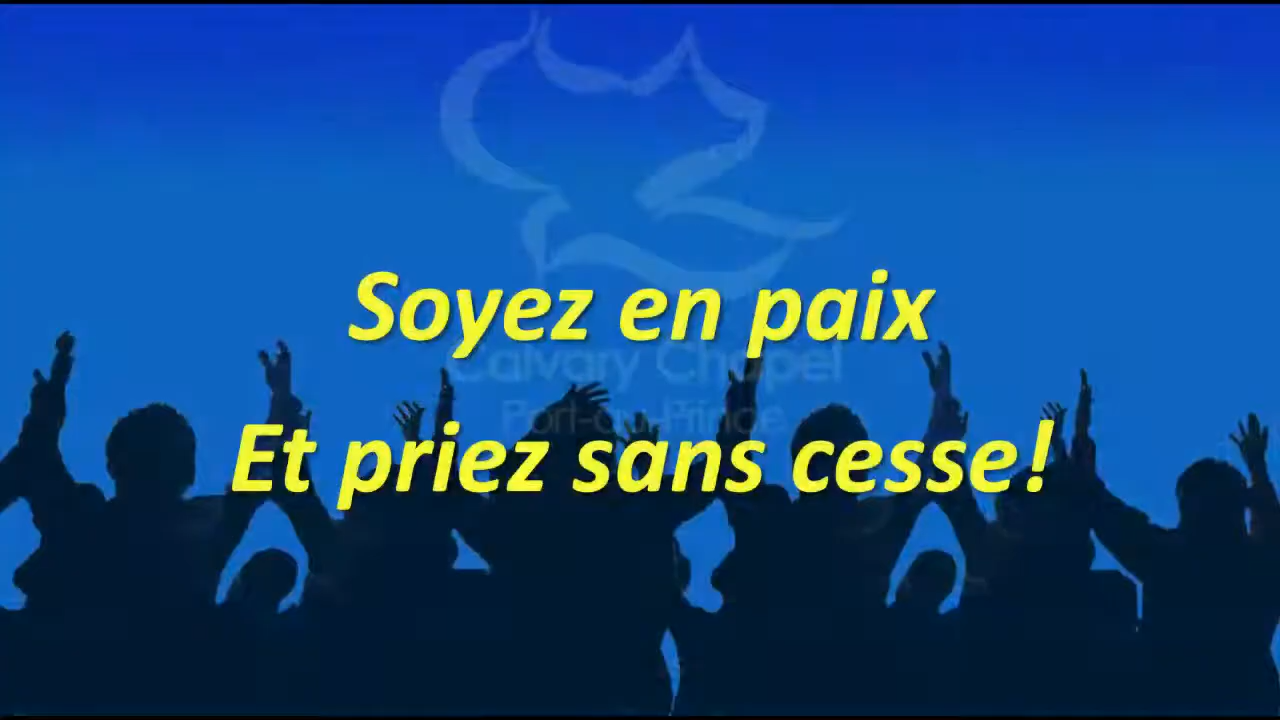 Soyez en paix
Calvary Chapel
Port-au-Prince
Et priez sans cesse!